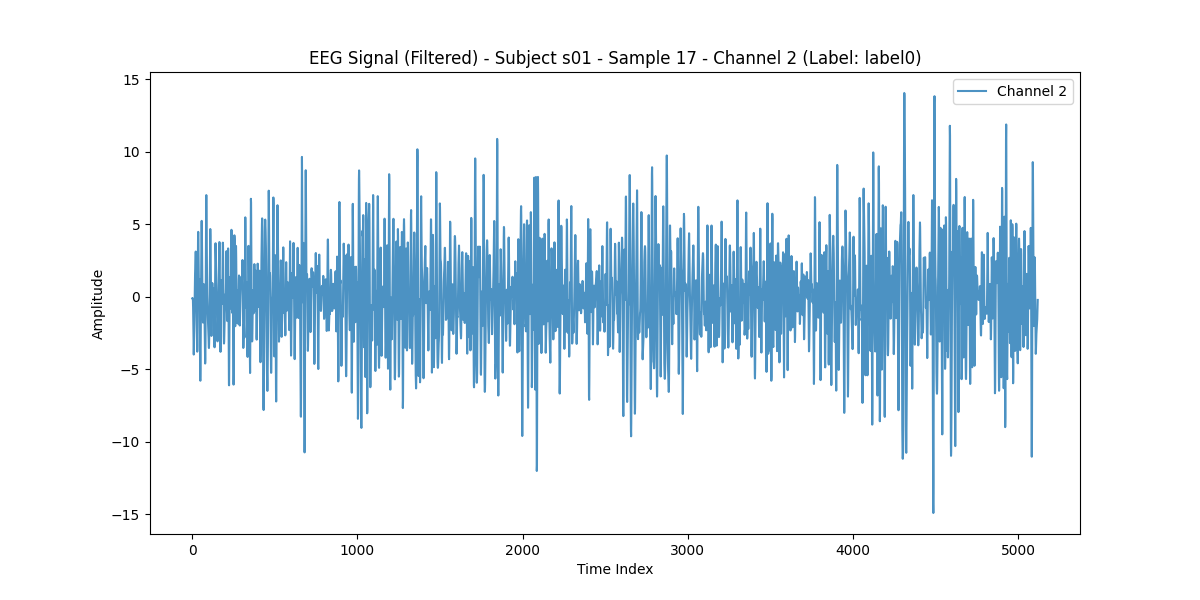 EEG Signal (Filtered) - Subject s01 - Sample 17 - Channel 2 (Label: label0)
Channel 2
15
10
5
0
−5
−10
−15
Amplitude
0 1000 2000 3000 4000 5000
Time Index